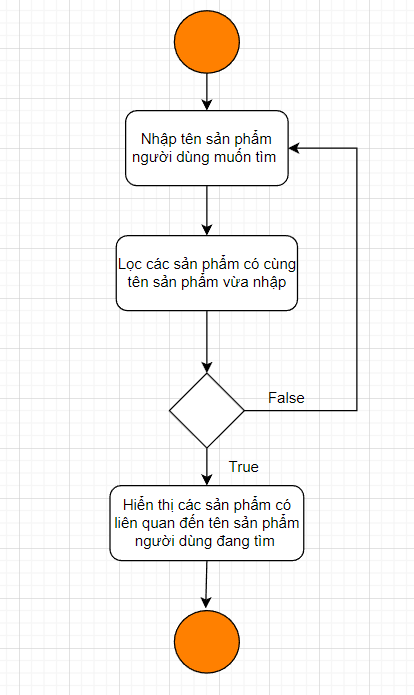 Nhập tên sản phẩm
người dùng muốn tìm
Lọc các sản phẩm có cùng
tên sản phẩm vừa nhập
False
True
Hiển thị các sản phẩm có
liên quan đến tên sản phẩm
người dùng đang tìm